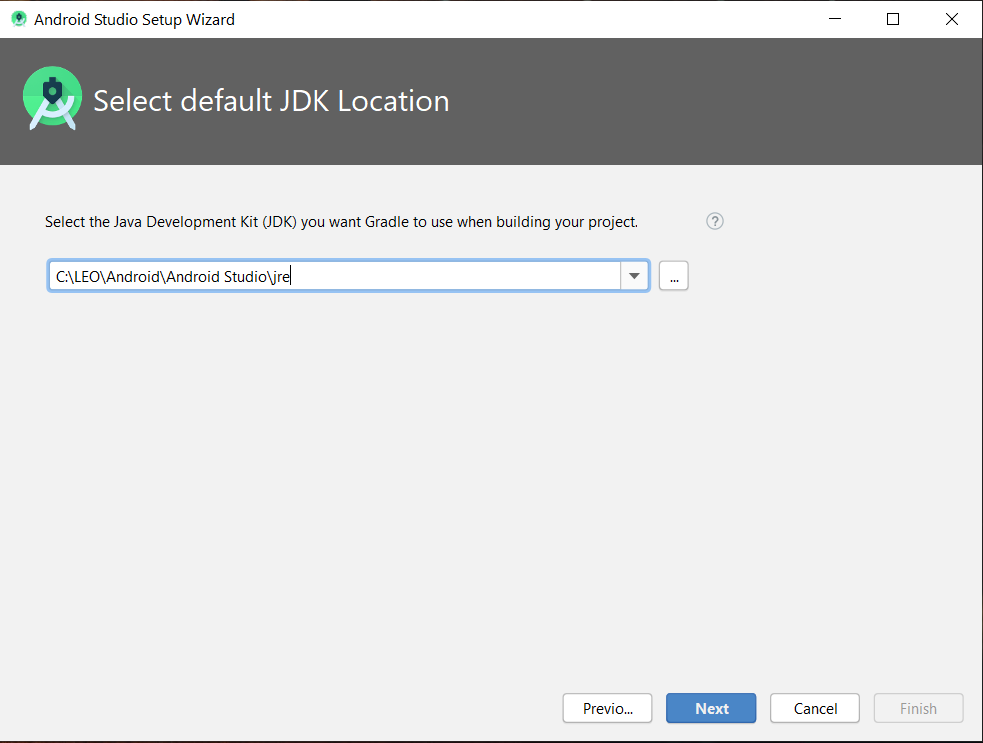 Android Studio Setup Wizard
Select default JDK Location
Select the Java Development Kit (JDK) you want Gradle to use when building your project. ?
C:\LEO\Android\Android Studio\jre ...
Previo... Next Cancel Finish